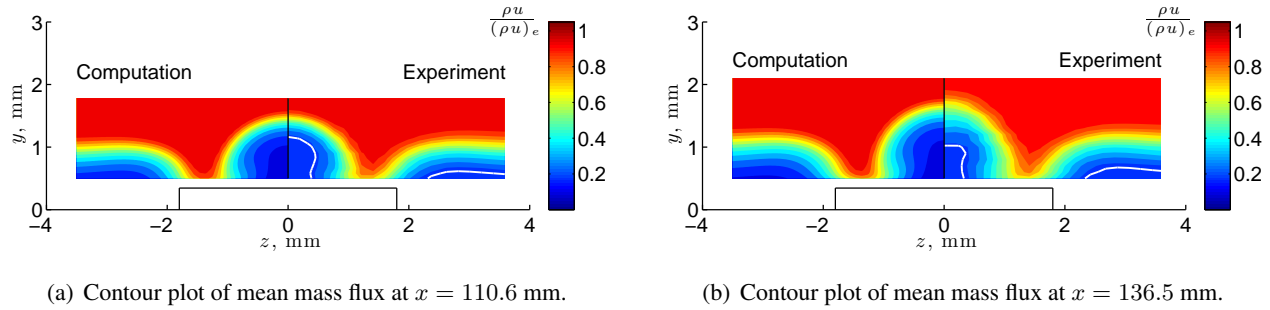 3
2
1
0
−4
−2
0
2
4
y, mm
z, mm
Computation
Experiment
ρu
(ρu)e
1
0.8
0.6
0.4
0.2
(a) Contour plot of mean mass flux at x = 110.6 mm.
3
2
1
0
−4
−2
0
2
4
y, mm
z, mm
Computation
Experiment
ρu
(ρu)e
1
0.8
0.6
0.4
0.2
(b) Contour plot of mean mass flux at x = 136.5 mm.